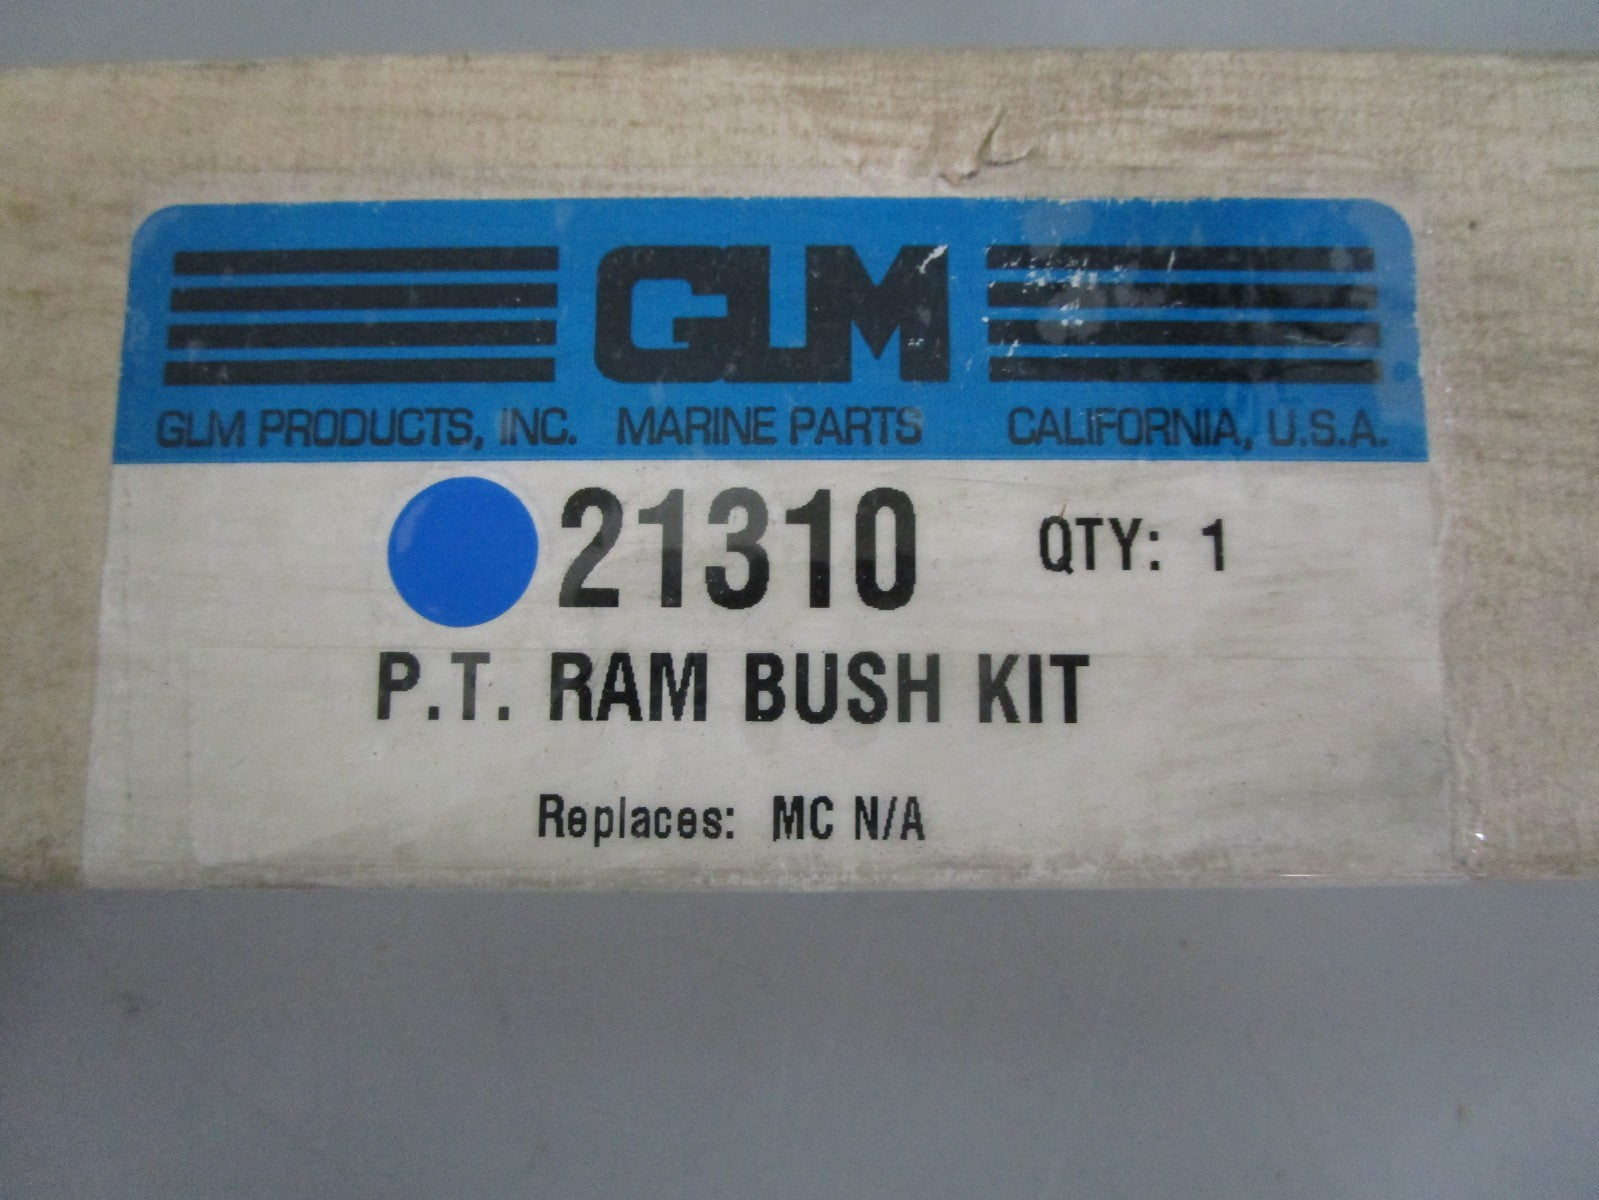 GLM
GLM PRODUCTS, INC. MARINE PARTS CALIFORNIA, U.S.A.
21310 QTY: 1
P.T. RAM BUSH KIT
Replaces: MC N/A